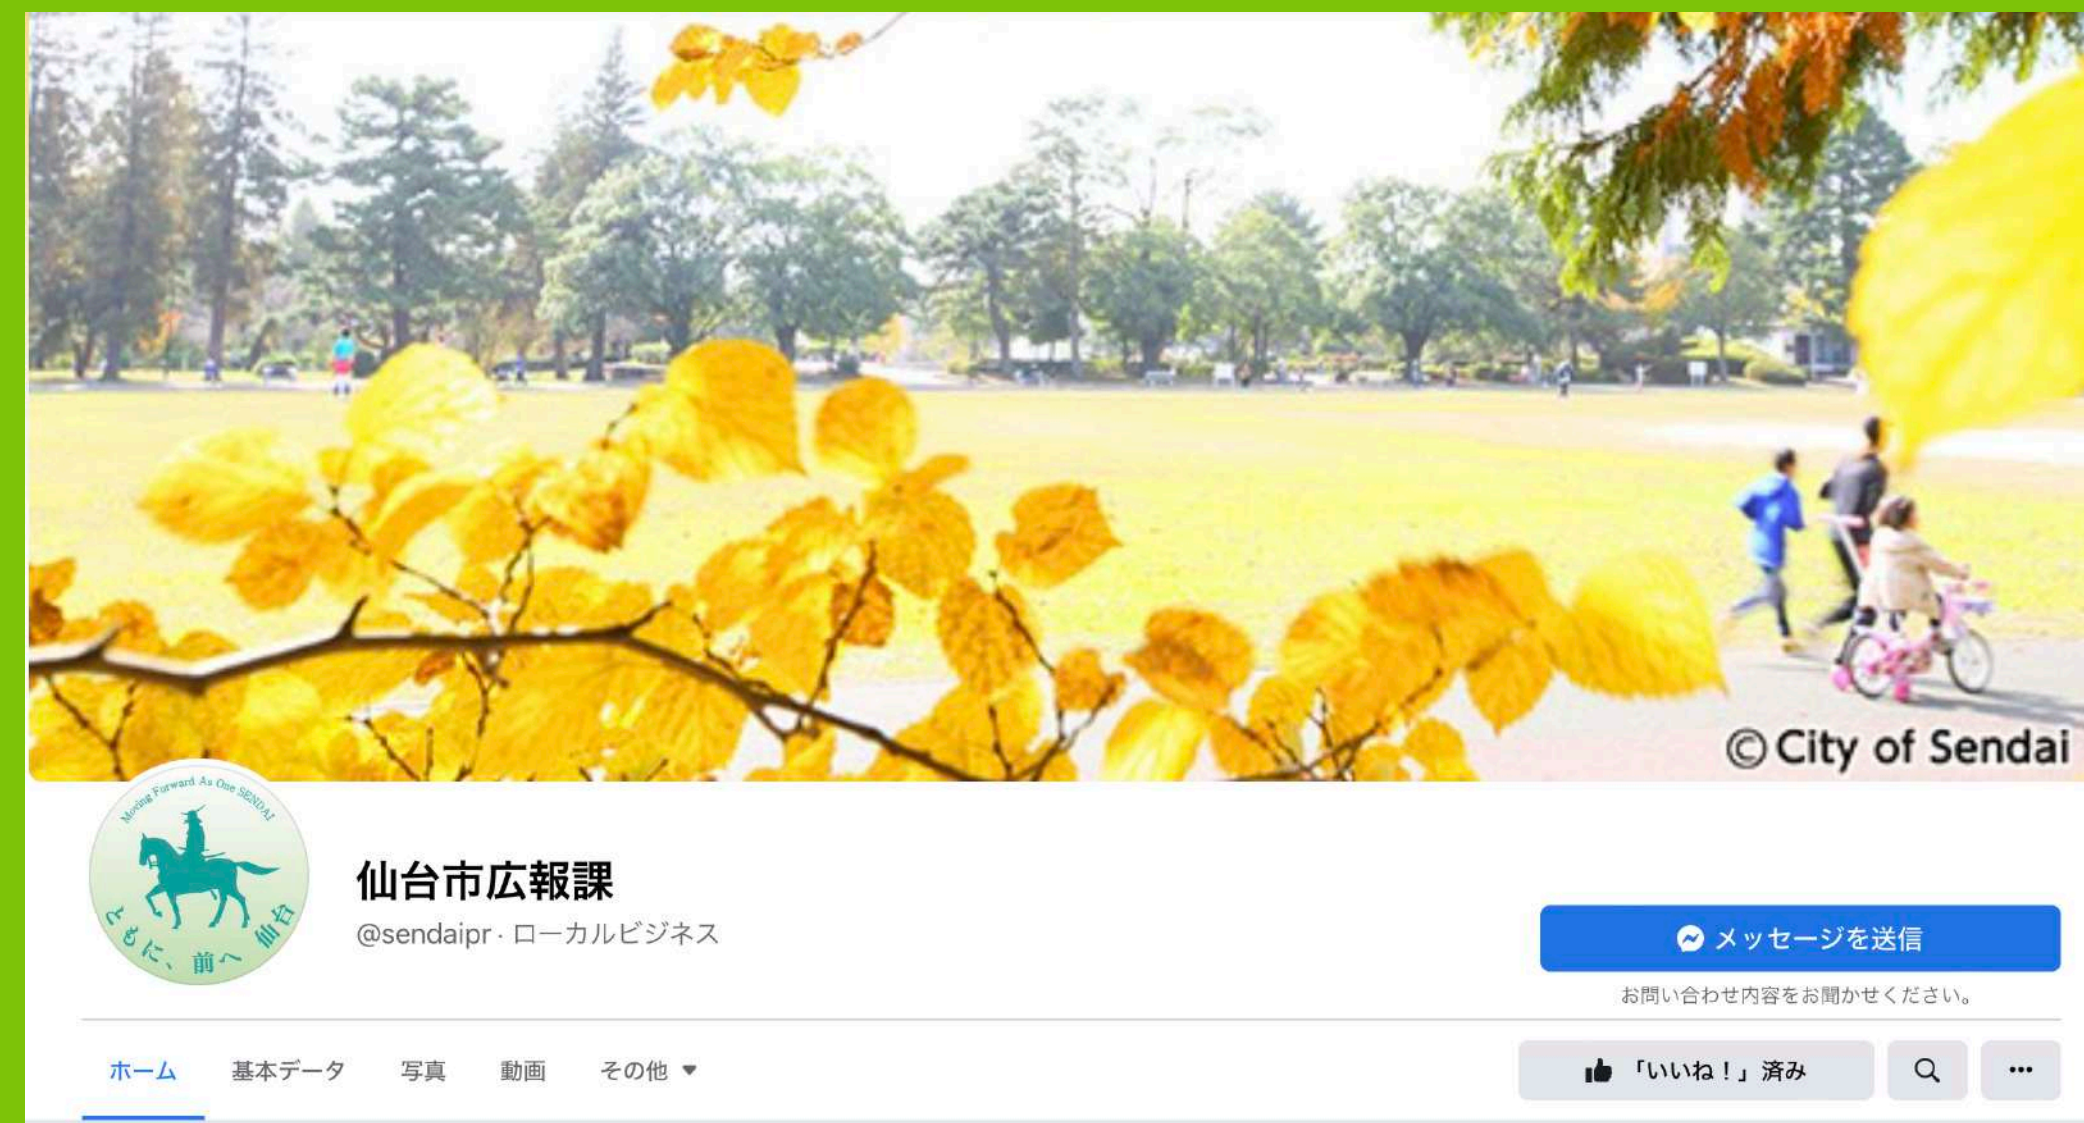 © City of Sendai
Moving Forward As One SENDAI
ともに、前へ 仙台
仙台市広報課
@sendaipr · ローカルビジネス
メッセージを送信
お問い合わせ内容をお聞かせください。
ホーム 基本データ 写真 動画 その他 ▼ 「いいね！」済み ...